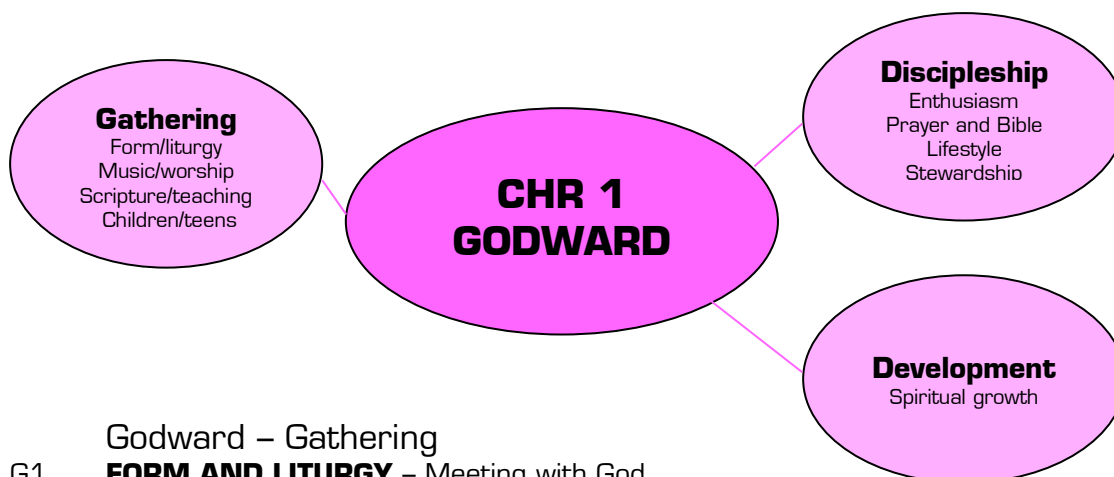 Gathering
Form/liturgy
Music/worship
Scripture/teaching
Children/teens
CHR 1
GODWARD
Discipleship
Enthusiasm
Prayer and Bible
Lifestyle
Stewardship
Development
Spiritual growth
Godward – Gathering
G1 FORM AND LITURGY – Meeting with God